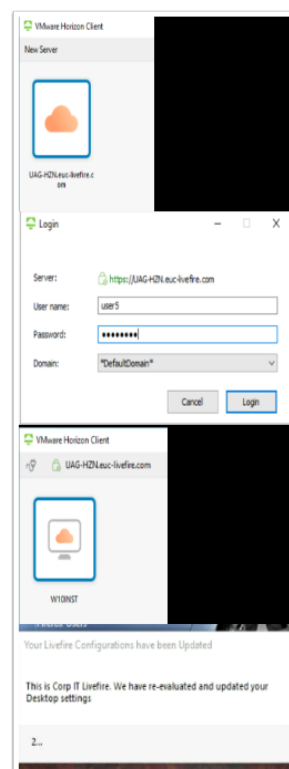 VMware Horizon Client
New Server
UAG-HZN.euc-livefire.c
om
Login
Server:
https://UAG-HZN.euc-livefire.com
User name:
user5
Password:
••••••••
Domain:
*DefaultDomain*
Cancel
Login
VMware Horizon Client
UAG-HZN.euc-livefire.com
W10INST
Your Livefire Configurations have been Updated
This is Corp IT Livefire. We have re-evaluated and updated your
Desktop settings
2...